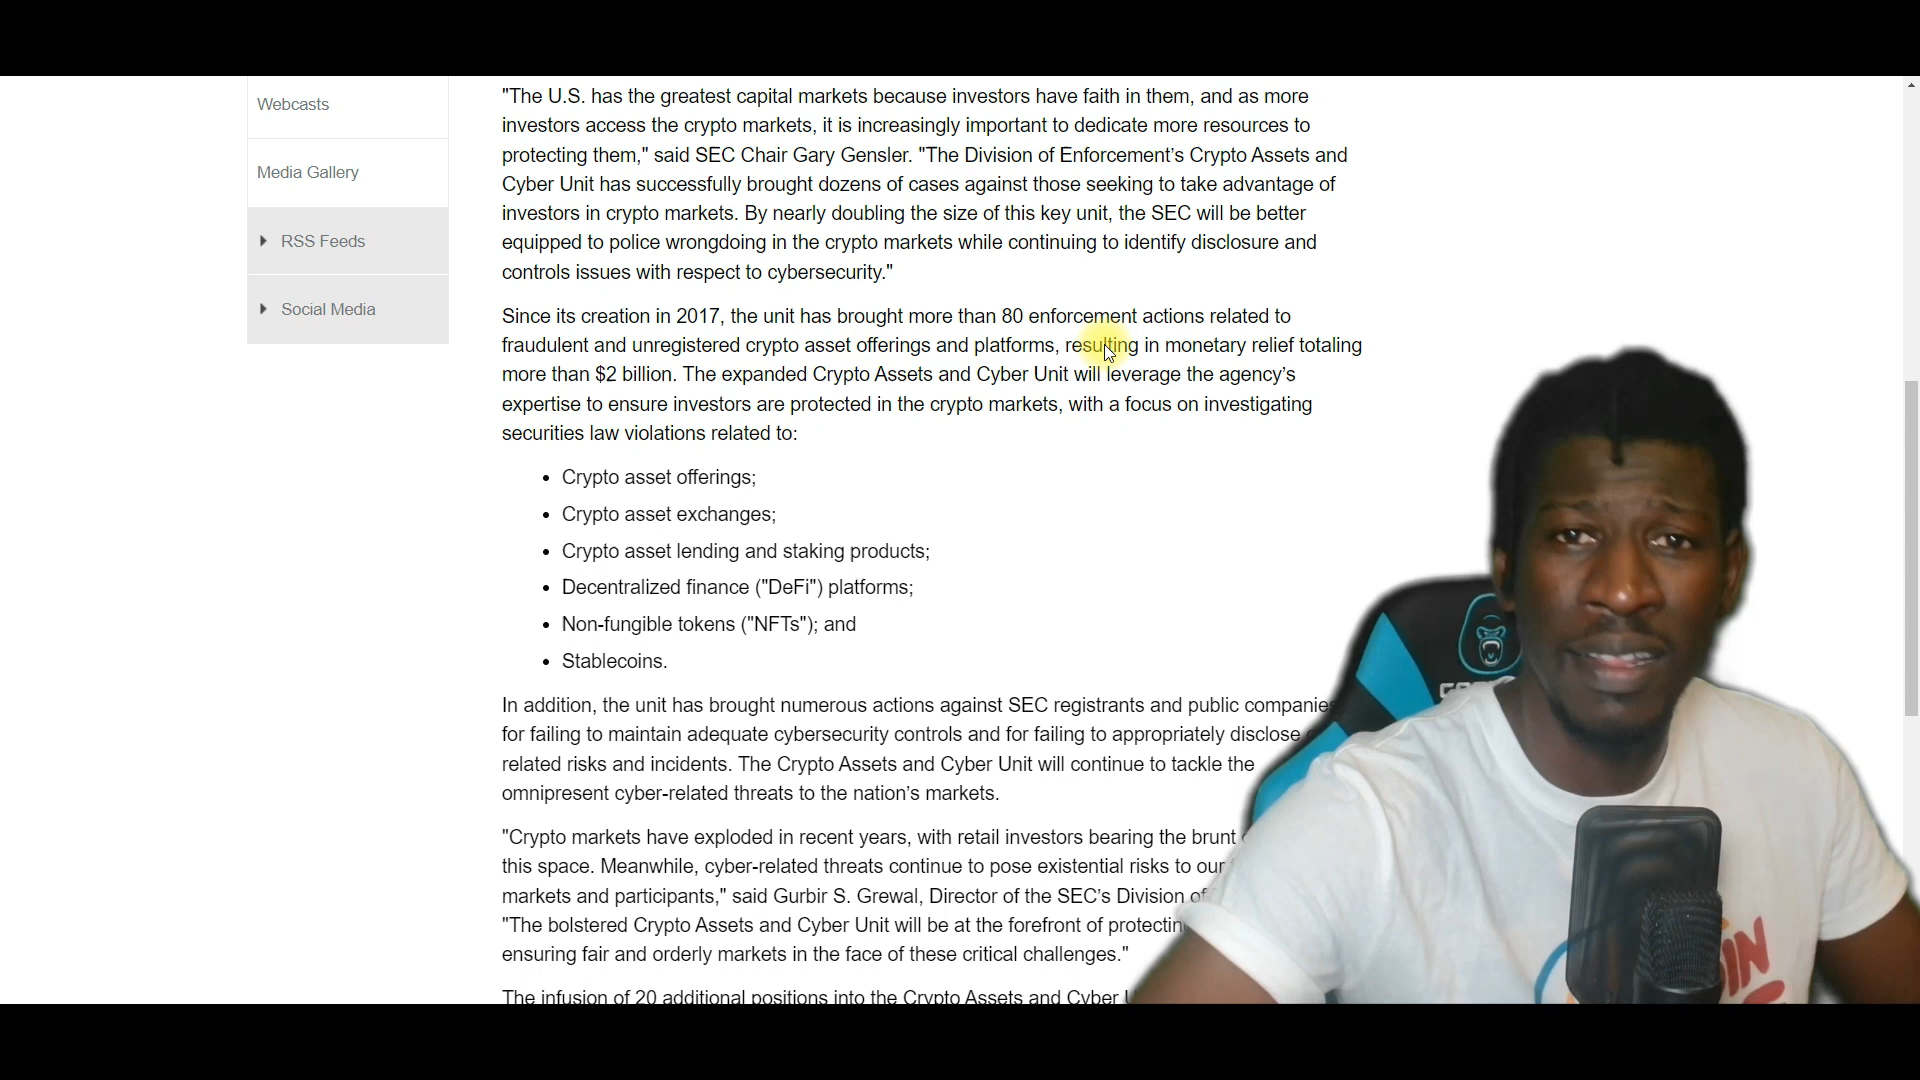 Webcasts
Media Gallery
RSS Feeds
Social Media
"The U.S. has the greatest capital markets because investors have faith in them, and as more
investors access the crypto markets, it is increasingly important to dedicate more resources to
protecting them," said SEC Chair Gary Gensler. "The Division of Enforcement’s Crypto Assets and
Cyber Unit has successfully brought dozens of cases against those seeking to take advantage of
investors in crypto markets. By nearly doubling the size of this key unit, the SEC will be better
equipped to police wrongdoing in the crypto markets while continuing to identify disclosure and
controls issues with respect to cybersecurity."
Since its creation in 2017, the unit has brought more than 80 enforcement actions related to
fraudulent and unregistered crypto asset offerings and platforms, resulting in monetary relief totaling
more than $2 billion. The expanded Crypto Assets and Cyber Unit will leverage the agency’s
expertise to ensure investors are protected in the crypto markets, with a focus on investigating
securities law violations related to:
• Crypto asset offerings;
• Crypto asset exchanges;
• Crypto asset lending and staking products;
• Decentralized finance ("DeFi") platforms;
• Non-fungible tokens ("NFTs"); and
• Stablecoins.
In addition, the unit has brought numerous actions against SEC registrants and public companies
for failing to maintain adequate cybersecurity controls and for failing to appropriately disclose
related risks and incidents. The Crypto Assets and Cyber Unit will continue to tackle the
omnipresent cyber-related threats to the nation’s markets.
"Crypto markets have exploded in recent years, with retail investors bearing the brunt
this space. Meanwhile, cyber-related threats continue to pose existential risks to our
markets and participants," said Gurbir S. Grewal, Director of the SEC’s Division of
"The bolstered Crypto Assets and Cyber Unit will be at the forefront of protecting
ensuring fair and orderly markets in the face of these critical challenges."
The infusion of 20 additional positions into the Crypto Assets and Cyber